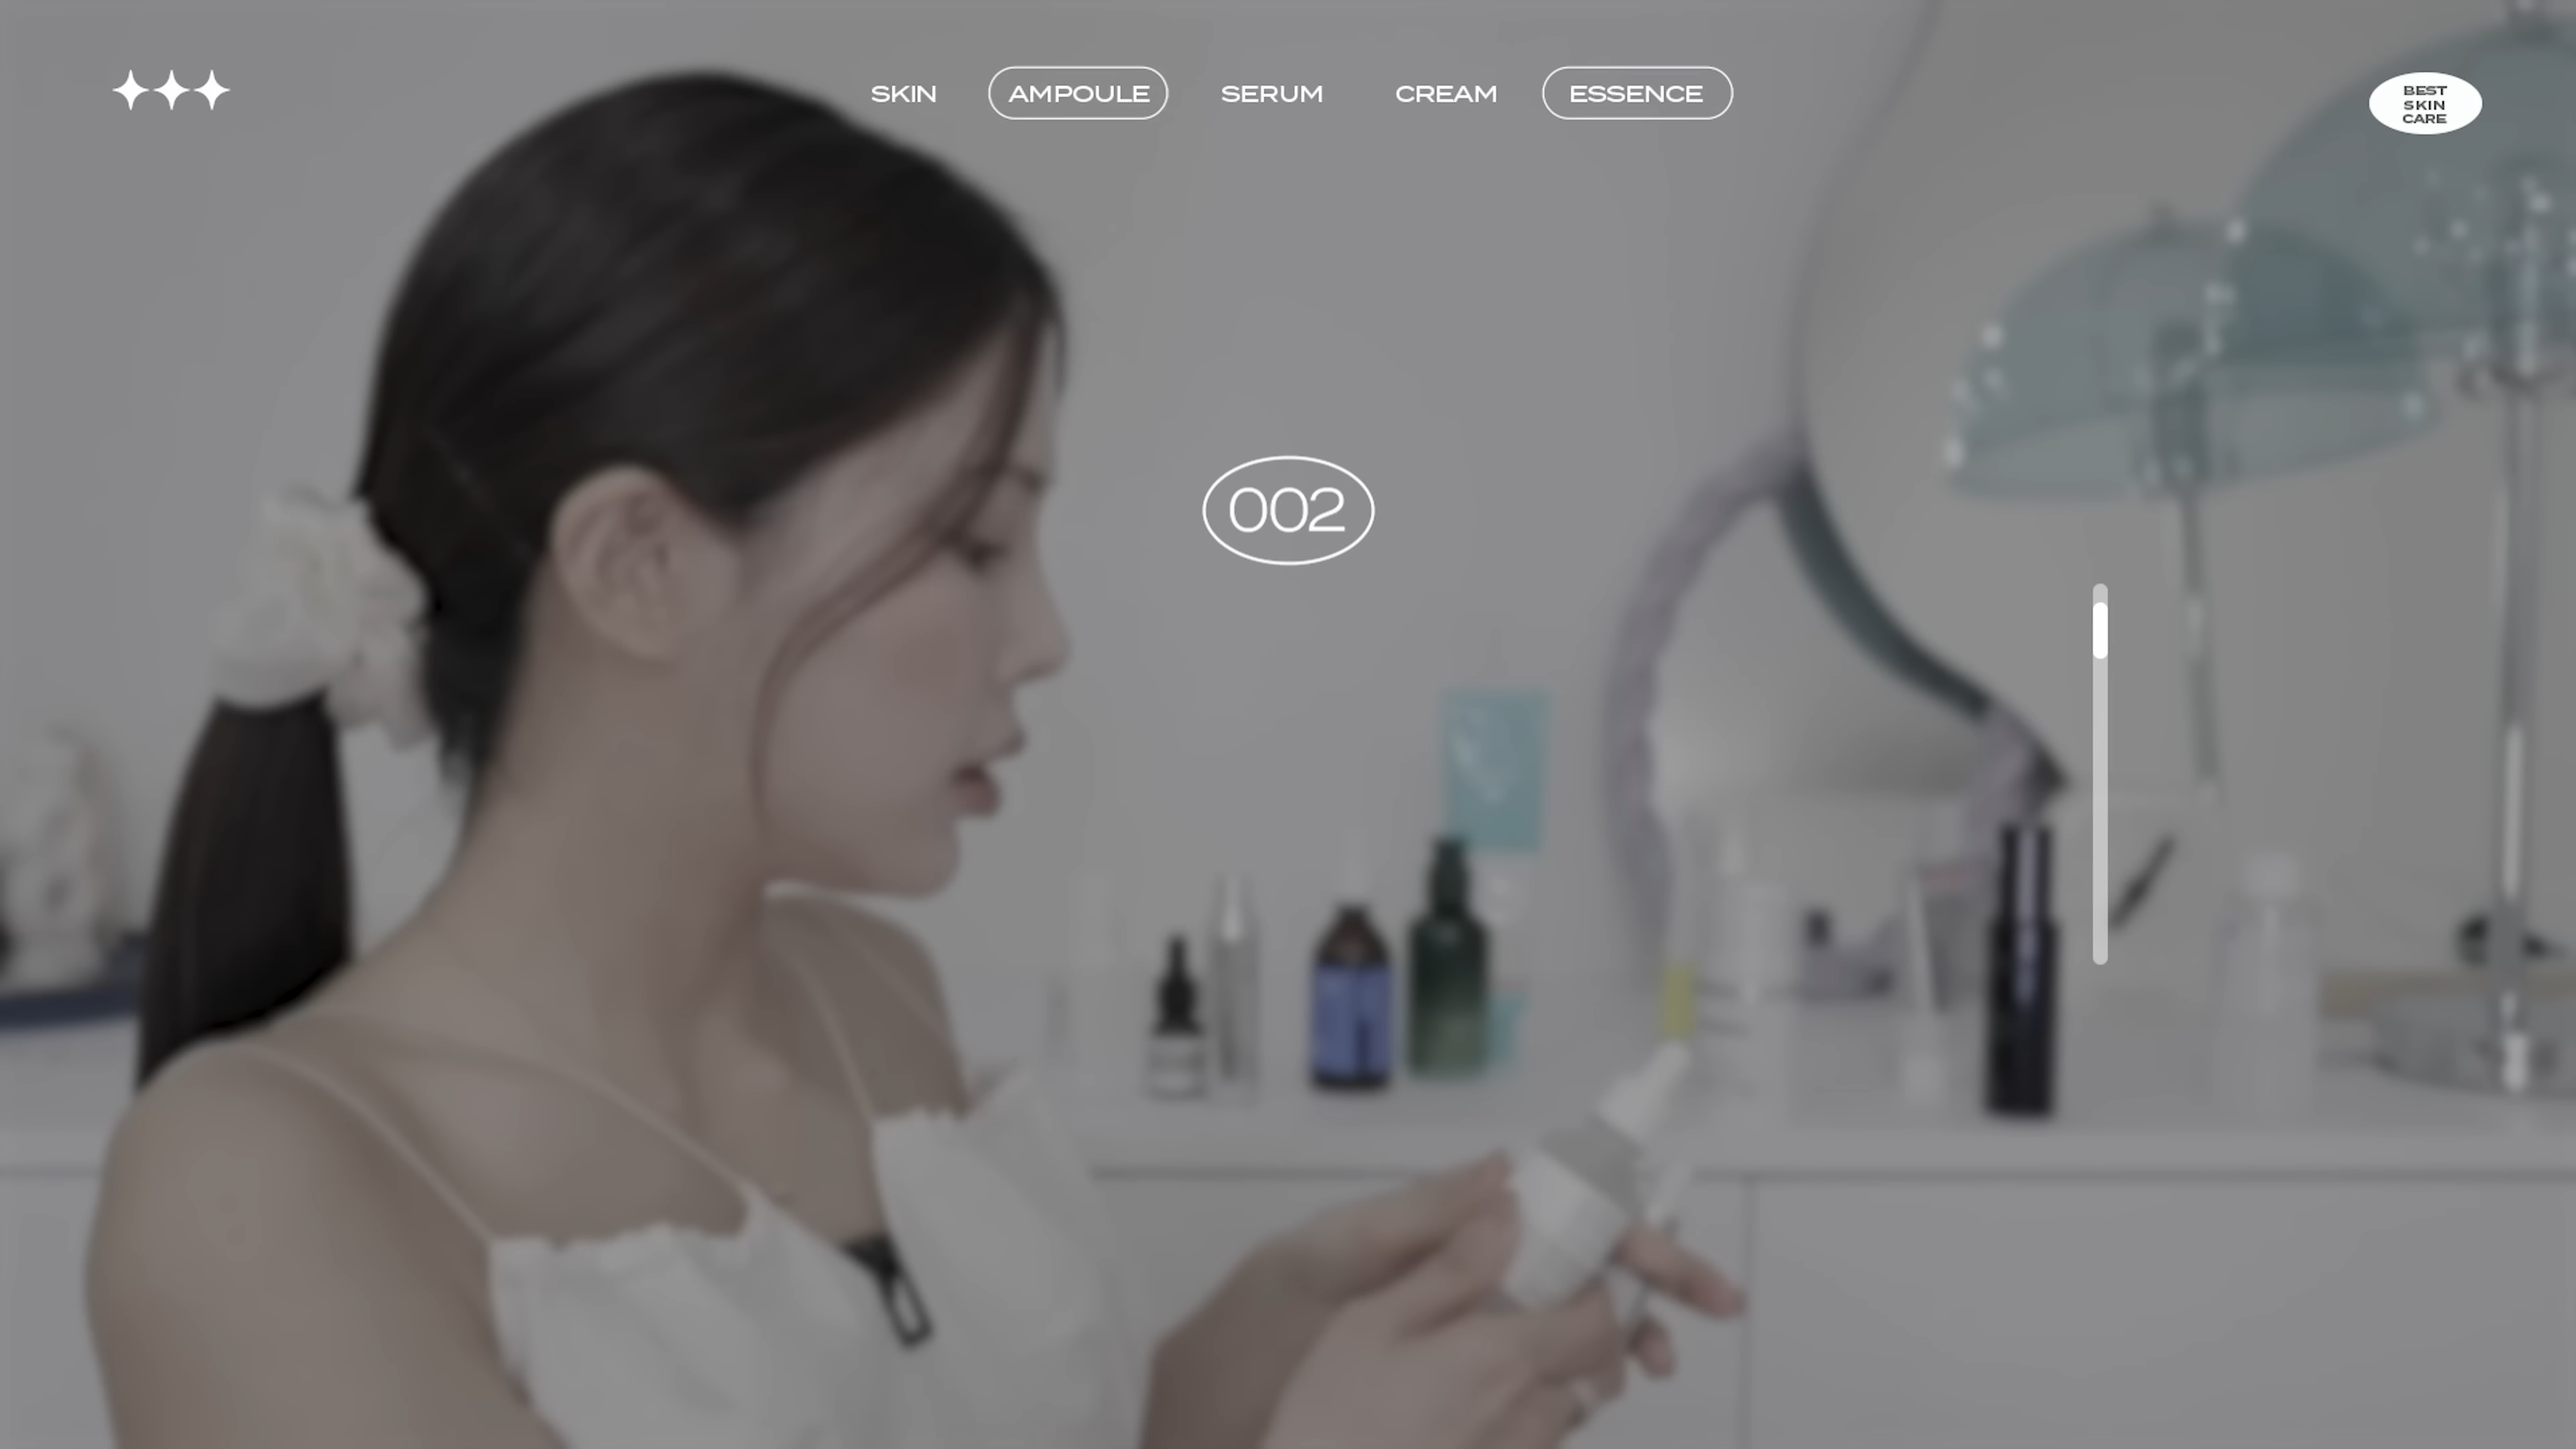 SKIN
AMPOULE
SERUM
CREAM
ESSENCE
BEST
SKIN
CARE
002